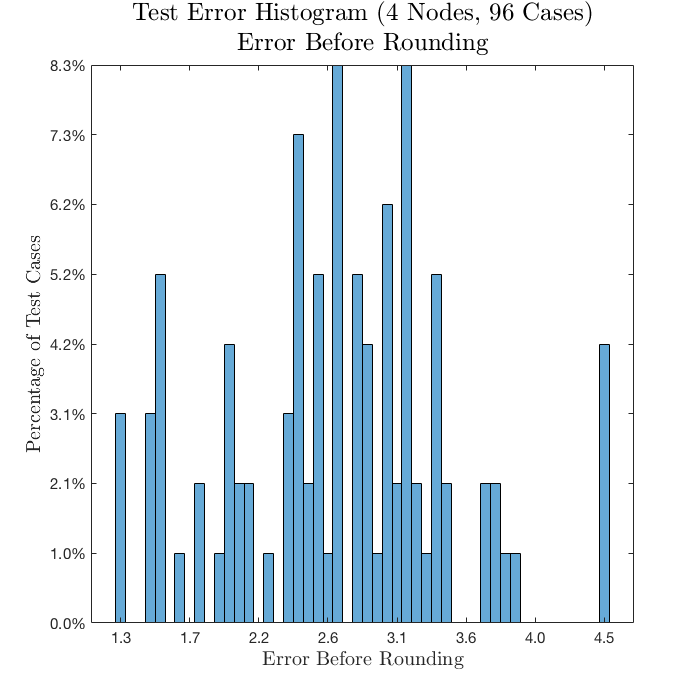 Test Error Histogram (4 Nodes, 96 Cases)
Error Before Rounding
8.3%
7.3%
6.2%
5.2%
4.2%
3.1%
2.1%
1.0%
0.0%
Percentage of Test Cases
1.3 1.7 2.2 2.6 3.1 3.6 4.0 4.5
Error Before Rounding